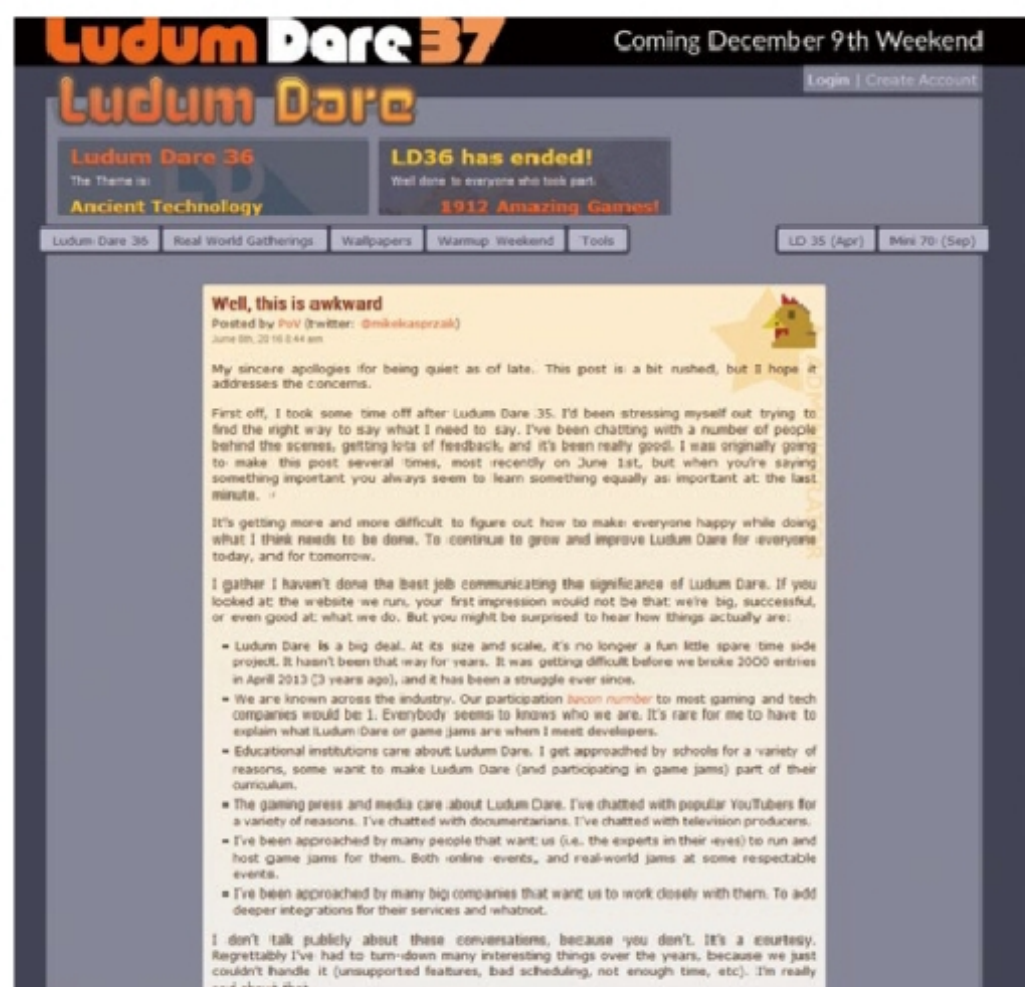 Ludum Dare 37 Coming December 9th Weekend
Login | Create Account
Ludum Dare
Ludum Dare 36
The Theme is:
Ancient Technology
LD36 has ended!
Well done to everyone who took part.
1912 Amazing Games!
Ludum Dare 36 Real World Gatherings Wallpapers Warmup Weekend Tools LD 35 (Apr) Mini 70 (Sep)
Well, this is awkward
Posted by PoV (twitter: @mikekasprzak)
June 8th, 2016 8:44 am
ADMINISTRATOR
My sincere apologies for being quiet as of late. This post is a bit rushed, but I hope it
addresses the concerns.
First off, I took some time off after Ludum Dare 35. I'd been stressing myself out trying to
find the right way to say what I need to say. I've been chatting with a number of people
behind the scenes, getting lots of feedback, and it's been really good. I was originally going
to make this post several times, most recently on June 1st, but when you're saying
something important you always seem to learn something equally as important at the last
minute.
It's getting more and more difficult to figure out how to make everyone happy while doing
what I think needs to be done. To continue to grow and improve Ludum Dare for everyone
today, and for tomorrow.
I gather I haven't done the best job communicating the significance of Ludum Dare. If you
looked at the website we run, your first impression would not be that we're big, successful,
or even good at what we do. But you might be surprised to hear how things actually are:
Ludum Dare is a big deal. At its size and scale, it's no longer a fun little spare time side
project. It hasn't been that way for years. It was getting difficult before we broke 2000 entries
in April 2013 (3 years ago), and it has been a struggle ever since.
We are known across the industry. Our participation bacon number to most gaming and tech
companies would be 1. Everybody seems to knows who we are. It's rare for me to have to
explain what Ludum Dare or game jams are when I meet developers.
Educational institutions care about Ludum Dare. I get approached by schools for a variety of
reasons, some want to make Ludum Dare (and participating in game jams) part of their
curriculum.
The gaming press and media care about Ludum Dare. I've chatted with popular YouTubers for
a variety of reasons. I've chatted with documentarians. I've chatted with television producers.
I've been approached by many people that want us (i.e. the experts in their eyes) to run and
host game jams for them. Both online events, and real-world jams at some respectable
events.
I've been approached by many big companies that want us to work closely with them. To add
deeper integrations for their services and whatnot.
I don't talk publicly about these conversations, because you don't. It's a courtesy.
Regrettably I've had to turn-down many interesting things over the years, because we just
couldn't handle it (unsupported features, bad scheduling, not enough time, etc). I'm really